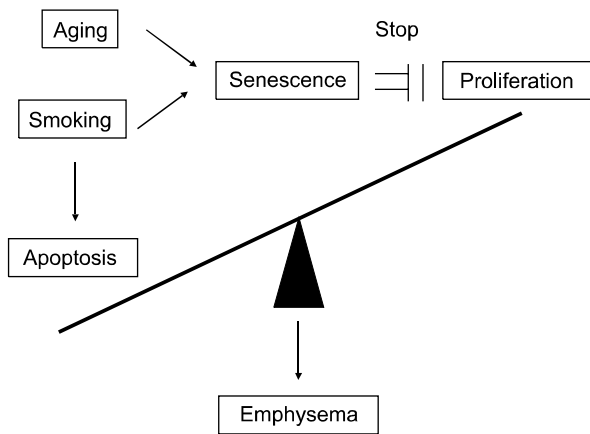 Aging
Stop
Senescence
Proliferation
Smoking
Apoptosis
Emphysema